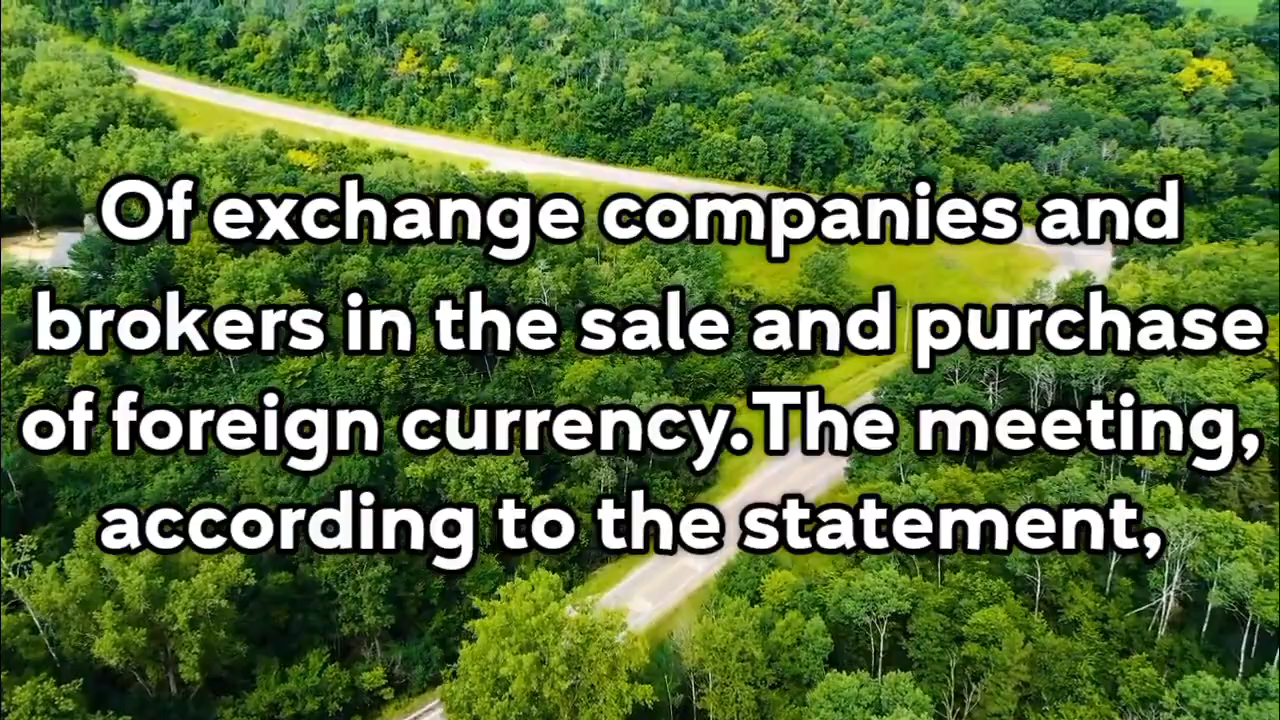 Of exchange companies and
brokers in the sale and purchase
of foreign currency.The meeting,
according to the statement,